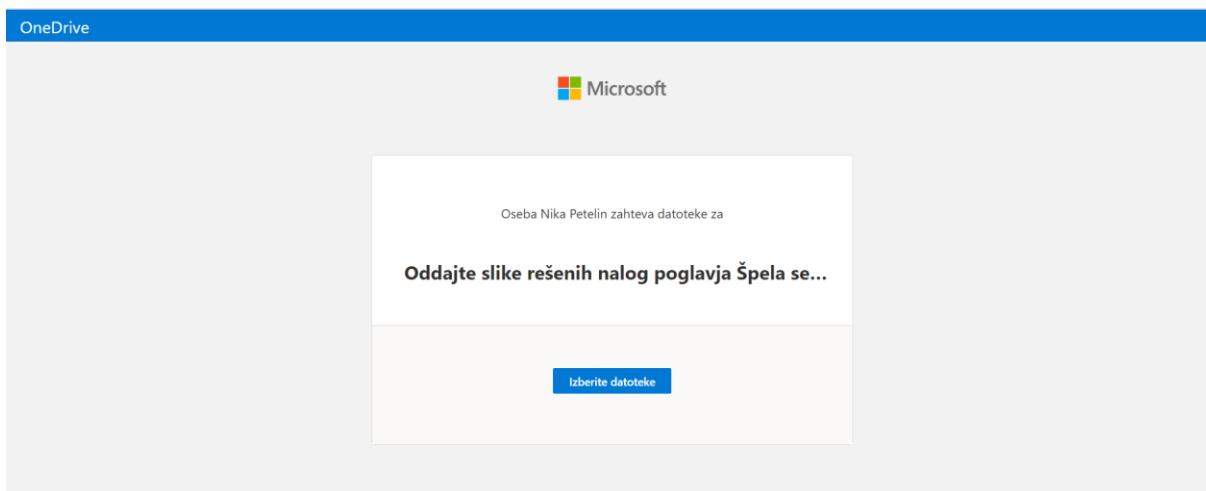 OneDrive
Microsoft
Oseba Nika Petelin zahteva datoteke za
Oddajte slike rešenih nalog poglavja Špela se...
Izberite datoteke